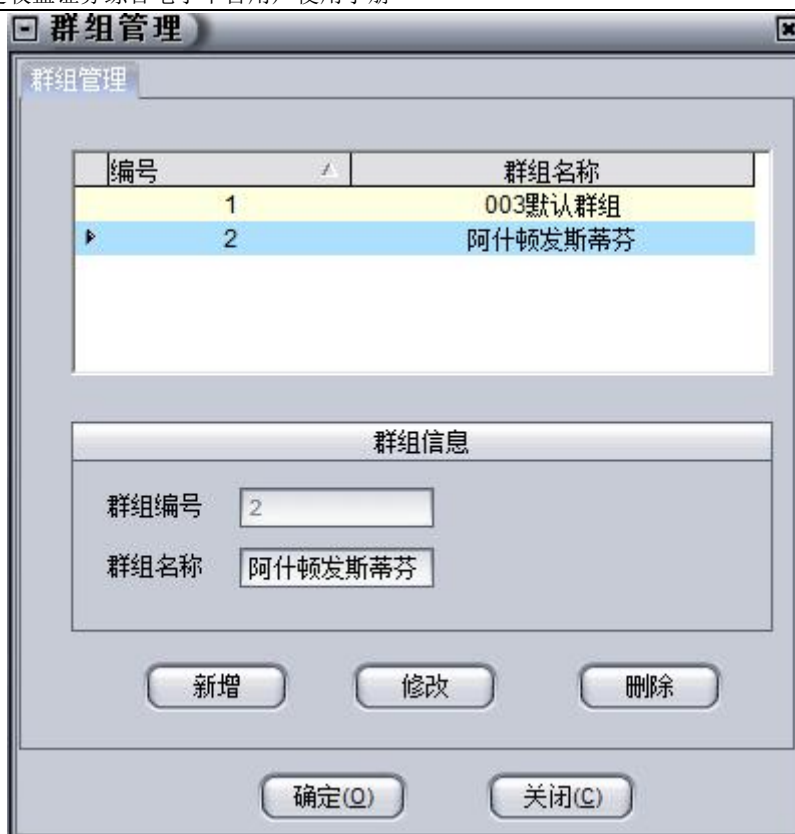 群组管理
群组管理
编号 群组名称
1 003默认群组
2 阿什顿发斯蒂芬
群组信息
群组编号 2
群组名称 阿什顿发斯蒂芬
新增 修改 删除
确定(O) 关闭(C)